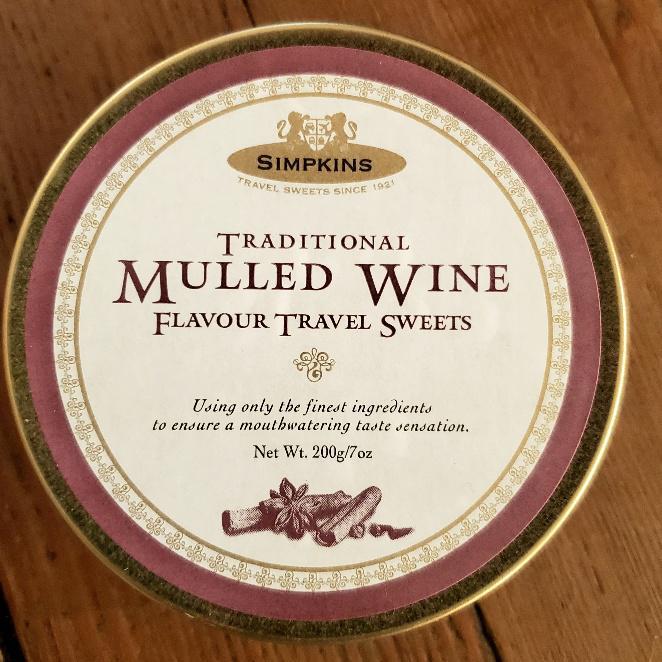 SIMPKINS
TRAVEL SWEETS SINCE 1921
TRADITIONAL
MULLED WINE
FLAVOUR TRAVEL SWEETS
Using only the finest ingredients
to ensure a mouthwatering taste sensation.
Net Wt. 200g/7oz